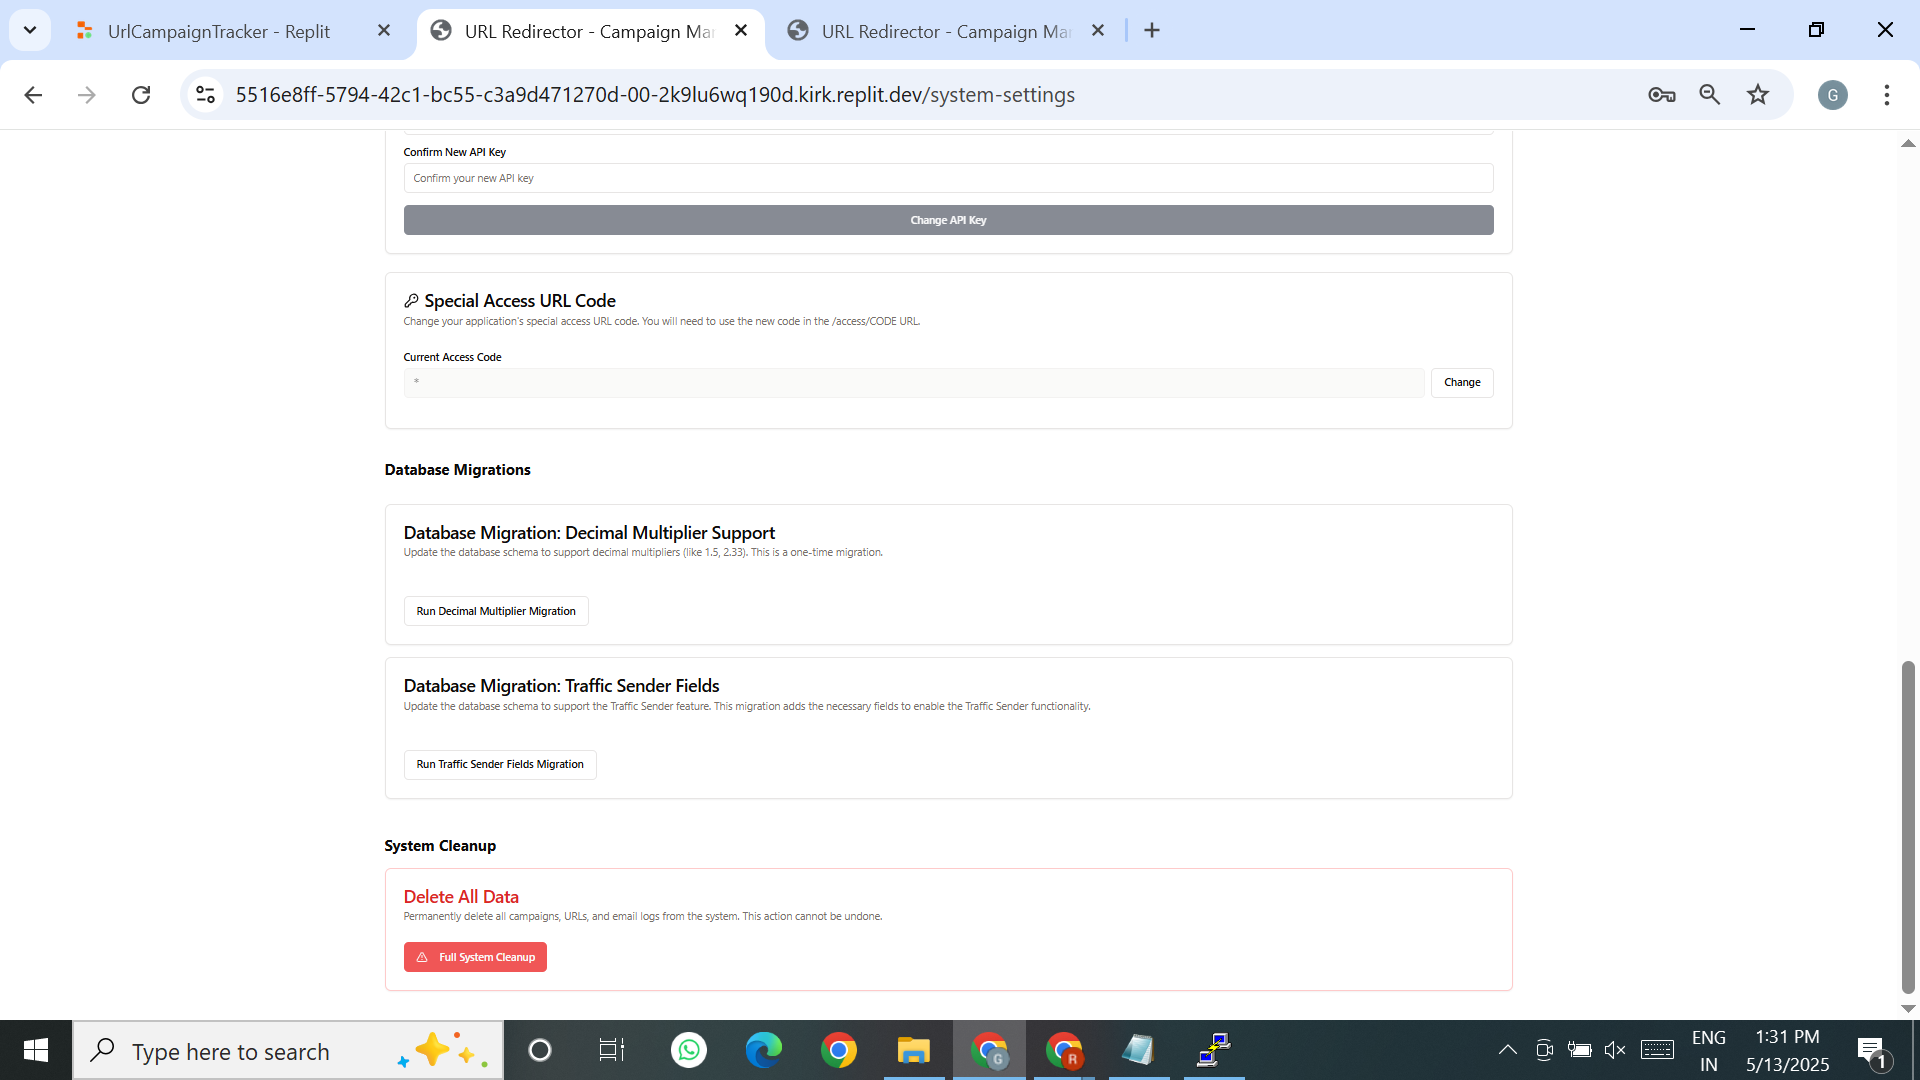 UrlCampaignTracker - Replit
URL Redirector - Campaign Ma
URL Redirector - Campaign Ma
5516e8ff-5794-42c1-bc55-c3a9d471270d-00-2k9lu6wq190d.kirk.replit.dev/system-settings
G
Confirm New API Key
Confirm your new API key
Change API Key
Special Access URL Code
Change your application's special access URL code. You will need to use the new code in the /access/CODE URL.
Current Access Code
*
Change
Database Migrations
Database Migration: Decimal Multiplier Support
Update the database schema to support decimal multipliers (like 1.5, 2.33). This is a one-time migration.
Run Decimal Multiplier Migration
Database Migration: Traffic Sender Fields
Update the database schema to support the Traffic Sender feature. This migration adds the necessary fields to enable the Traffic Sender functionality.
Run Traffic Sender Fields Migration
System Cleanup
Delete All Data
Permanently delete all campaigns, URLs, and email logs from the system. This action cannot be undone.
Full System Cleanup
Type here to search
G
R
ENG
IN
1:31 PM
5/13/2025
1